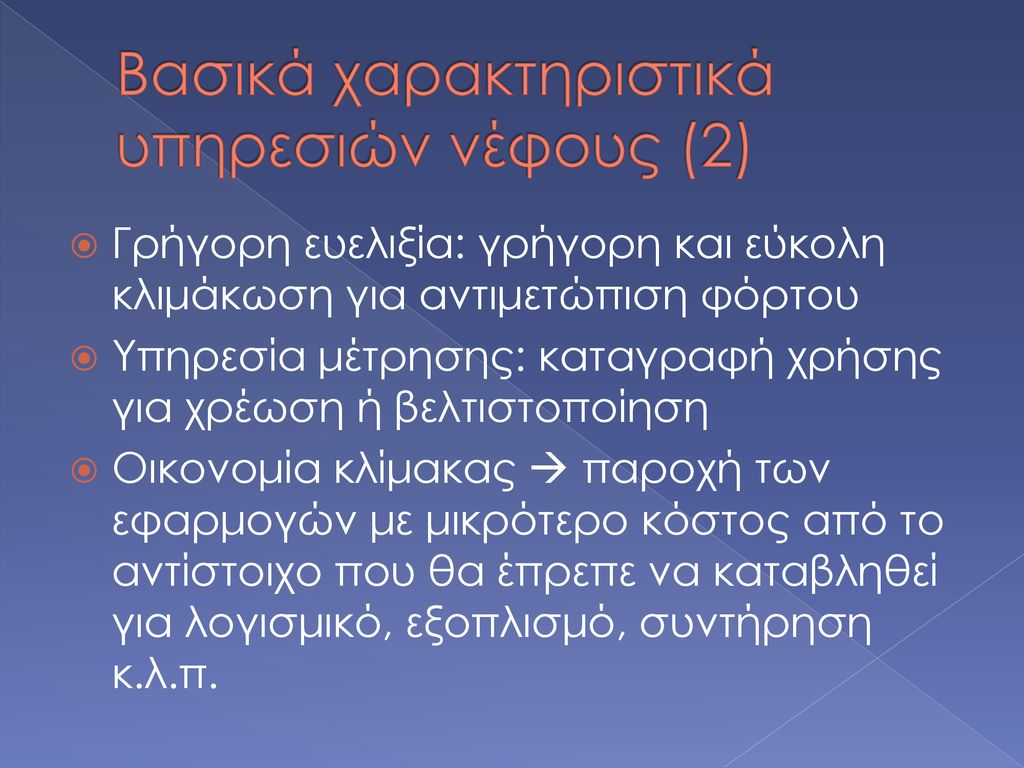 Βασικά χαρακτηριστικά
υπηρεσιών νέφους (2)
Γρήγορη ευελιξία: γρήγορη και εύκολη
κλιμάκωση για αντιμετώπιση φόρτου
Υπηρεσία μέτρησης: καταγραφή χρήσης
για χρέωση ή βελτιστοποίηση
Οικονομία κλίμακας → παροχή των
εφαρμογών με μικρότερο κόστος από το
αντίστοιχο που θα έπρεπε να καταβληθεί
για λογισμικό, εξοπλισμό, συντήρηση
κ.λ.π.